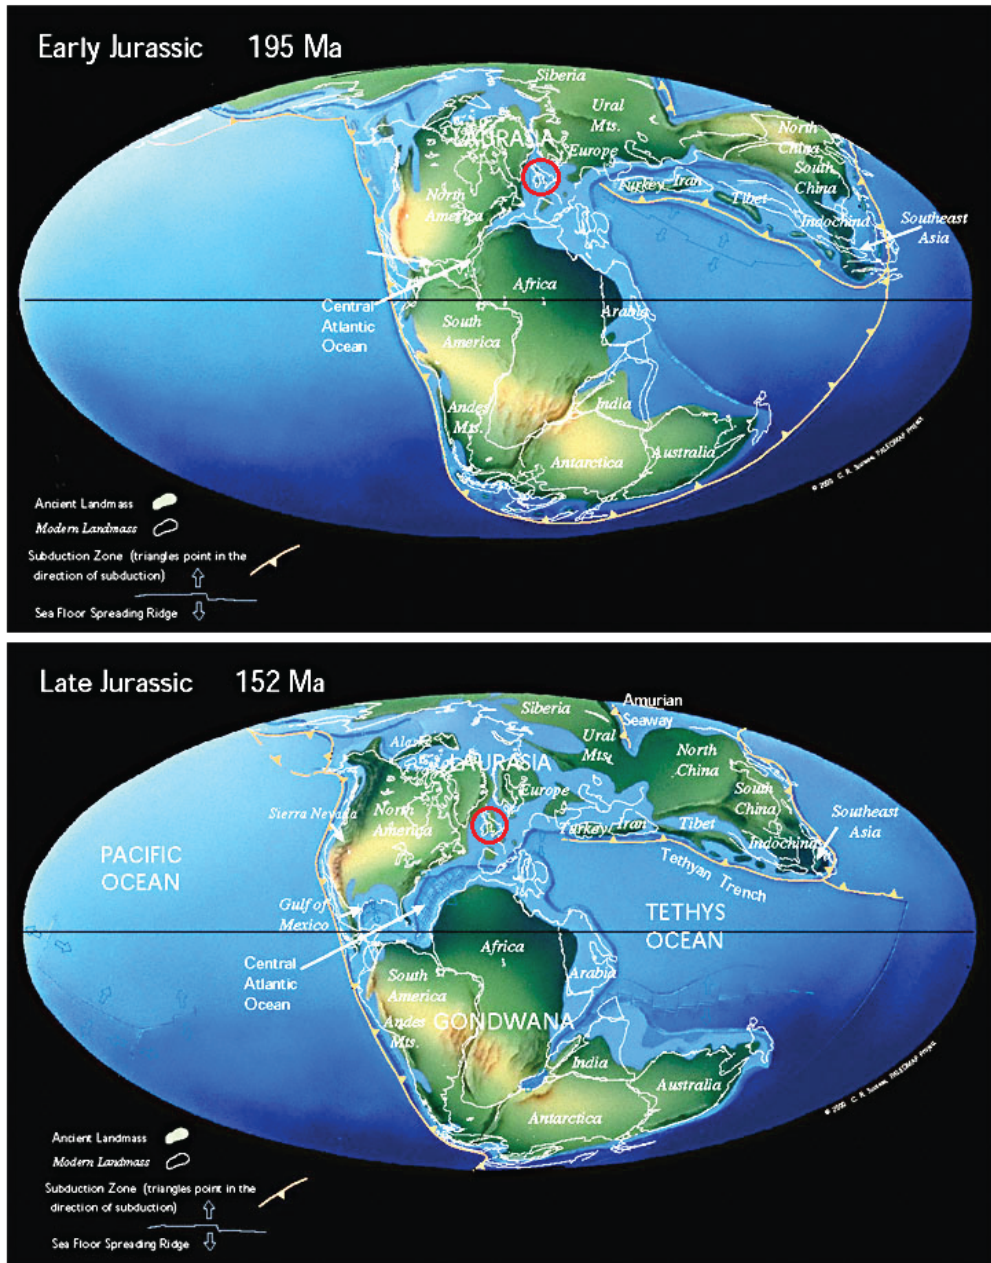 Early Jurassic 195 Ma
Siberia
Ural
Mts.
LAURASIA
Europe
North
China
South
China
North
America
Turkey
Iran
Tibet
Indochina
Southeast
Asia
Africa
Arabia
Central
Atlantic
Ocean
South
America
Andes
Mts.
India
Antarctica
Australia
Ancient Landmass
Modern Landmass
Subduction Zone (triangles point in the
direction of subduction)
Sea Floor Spreading Ridge
Late Jurassic 152 Ma
Siberia
Amurian
Seaway
Ural
Mts.
Alaska
LAURASIA
North
China
Europe
South
China
Southeast
Asia
Sierra Nevada
North
America
Turkey
Iran
Tibet
Indochina
PACIFIC
OCEAN
Tethyan Trench
Gulf of
Mexico
TETHYS
OCEAN
Central
Atlantic
Ocean
Africa
Arabia
South
America
Andes
Mts.
GONDWANA
India
Australia
Antarctica
Ancient Landmass
Modern Landmass
Subduction Zone (triangles point in the
direction of subduction)
Sea Floor Spreading Ridge